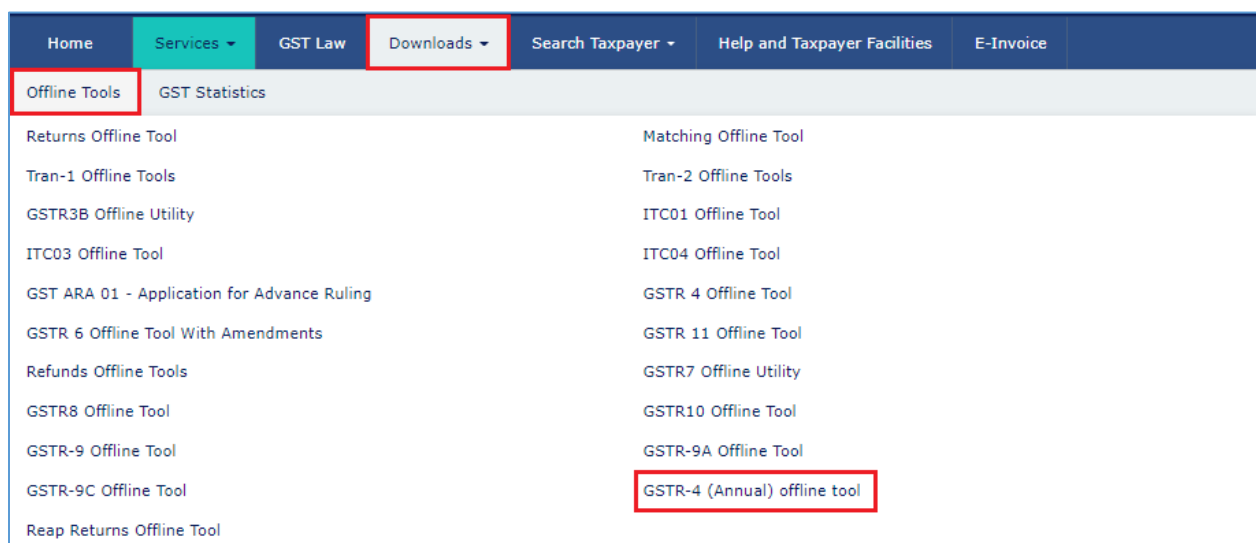 Home Services GST Law Downloads Search Taxpayer Help and Taxpayer Facilities E-Invoice
Offline Tools GST Statistics
Returns Offline Tool Matching Offline Tool
Tran-1 Offline Tools Tran-2 Offline Tools
GSTR3B Offline Utility ITC01 Offline Tool
ITC03 Offline Tool ITC04 Offline Tool
GST ARA 01 - Application for Advance Ruling GSTR 4 Offline Tool
GSTR 6 Offline Tool With Amendments GSTR 11 Offline Tool
Refunds Offline Tools GSTR7 Offline Utility
GSTR8 Offline Tool GSTR10 Offline Tool
GSTR-9 Offline Tool GSTR-9A Offline Tool
GSTR-9C Offline Tool GSTR-4 (Annual) offline tool
Reap Returns Offline Tool